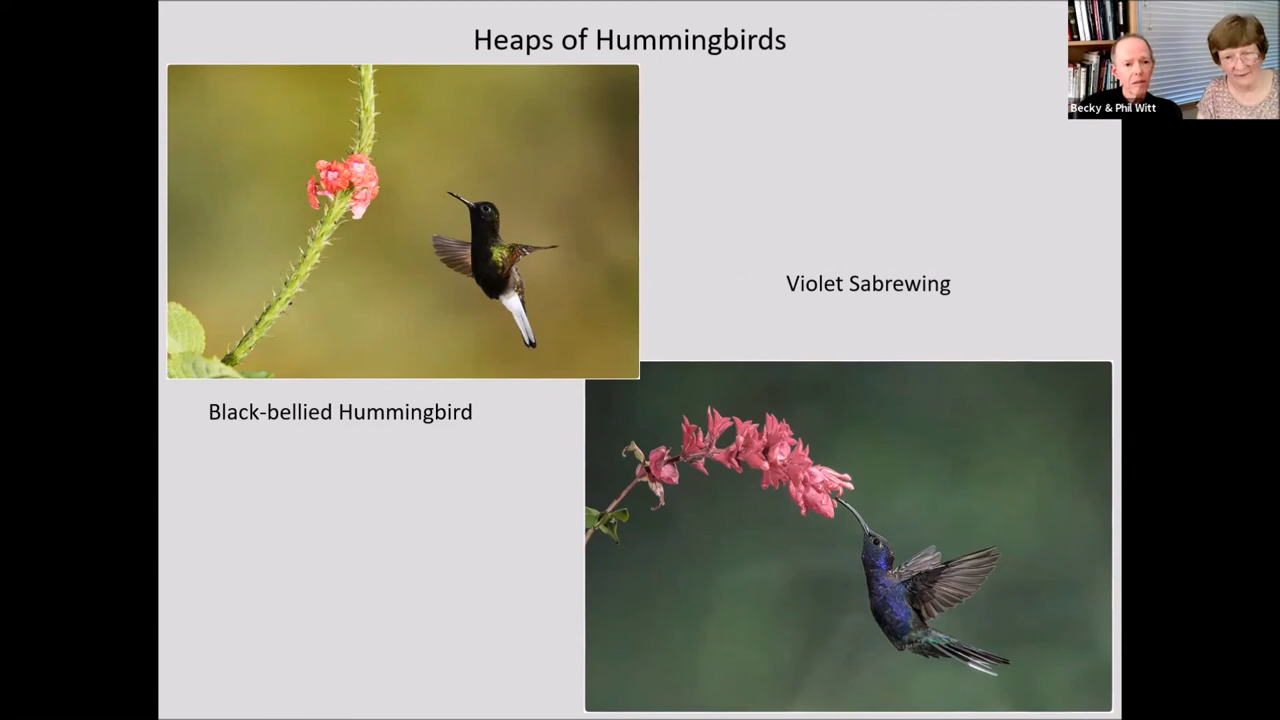 Heaps of Hummingbirds
Becky & Phil Witt
Violet Sabrewing
Black-bellied Hummingbird